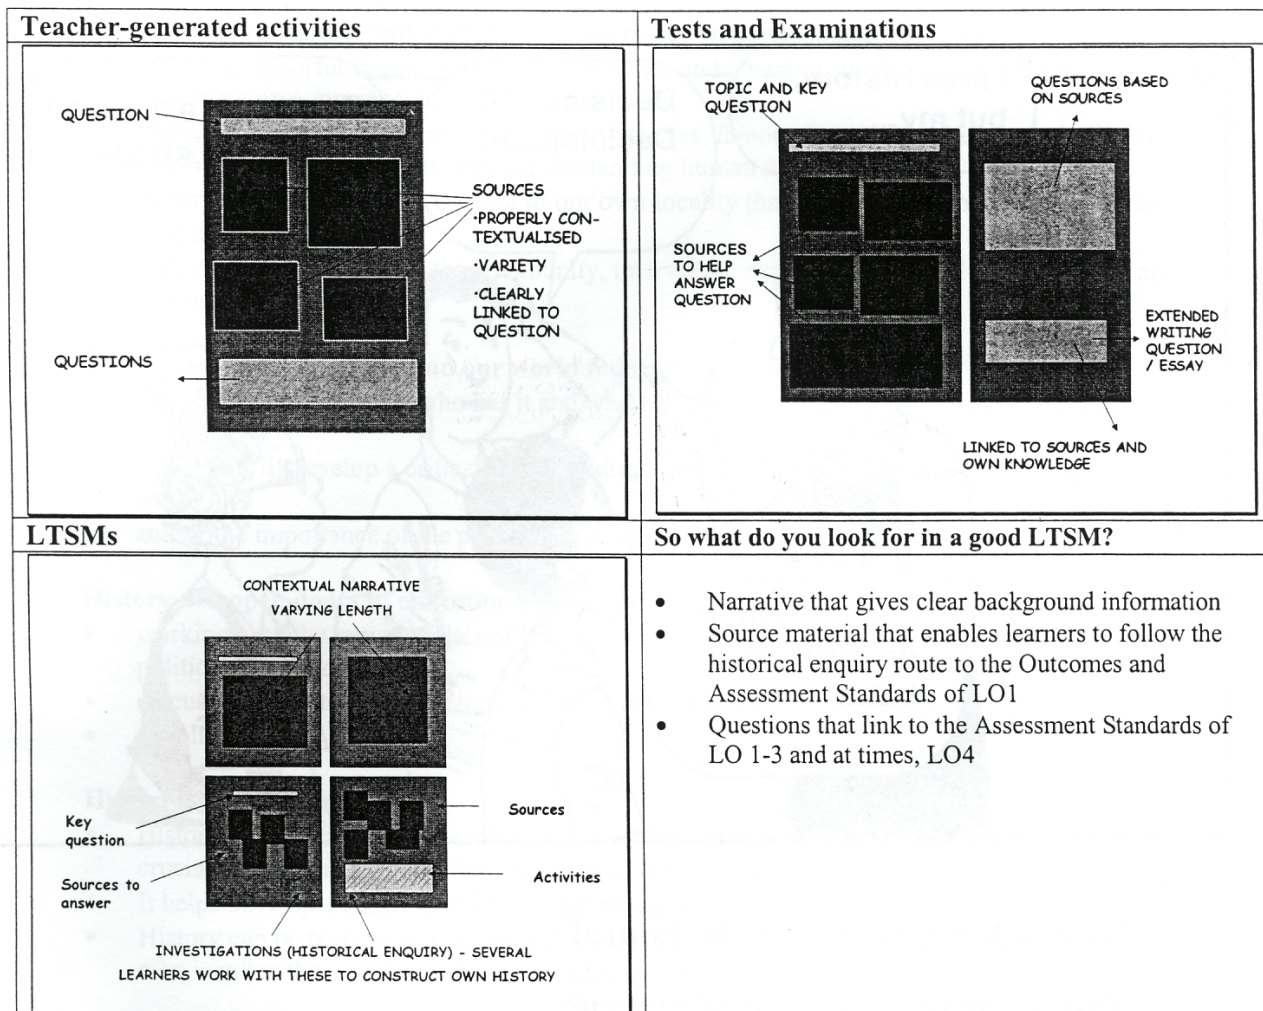 Teacher-generated activities
QUESTION
SOURCES
•PROPERLY CON-
TEXTUALISED
•VARIETY
•CLEARLY
LINKED TO
QUESTION
QUESTIONS
Tests and Examinations
TOPIC AND KEY
QUESTION
QUESTIONS BASED
ON SOURCES
SOURCES
TO HELP
ANSWER
QUESTION
EXTENDED
WRITING
QUESTION
/ ESSAY
LINKED TO SOURCES AND
OWN KNOWLEDGE
LTSMs
CONTEXTUAL NARRATIVE
VARYING LENGTH
Key
question
Sources to
answer
Sources
Activities
INVESTIGATIONS (HISTORICAL ENQUIRY) - SEVERAL
LEARNERS WORK WITH THESE TO CONSTRUCT OWN HISTORY
So what do you look for in a good LTSM?
• Narrative that gives clear background information
• Source material that enables learners to follow the
historical enquiry route to the Outcomes and
Assessment Standards of LO1
• Questions that link to the Assessment Standards of
LO 1-3 and at times, LO4